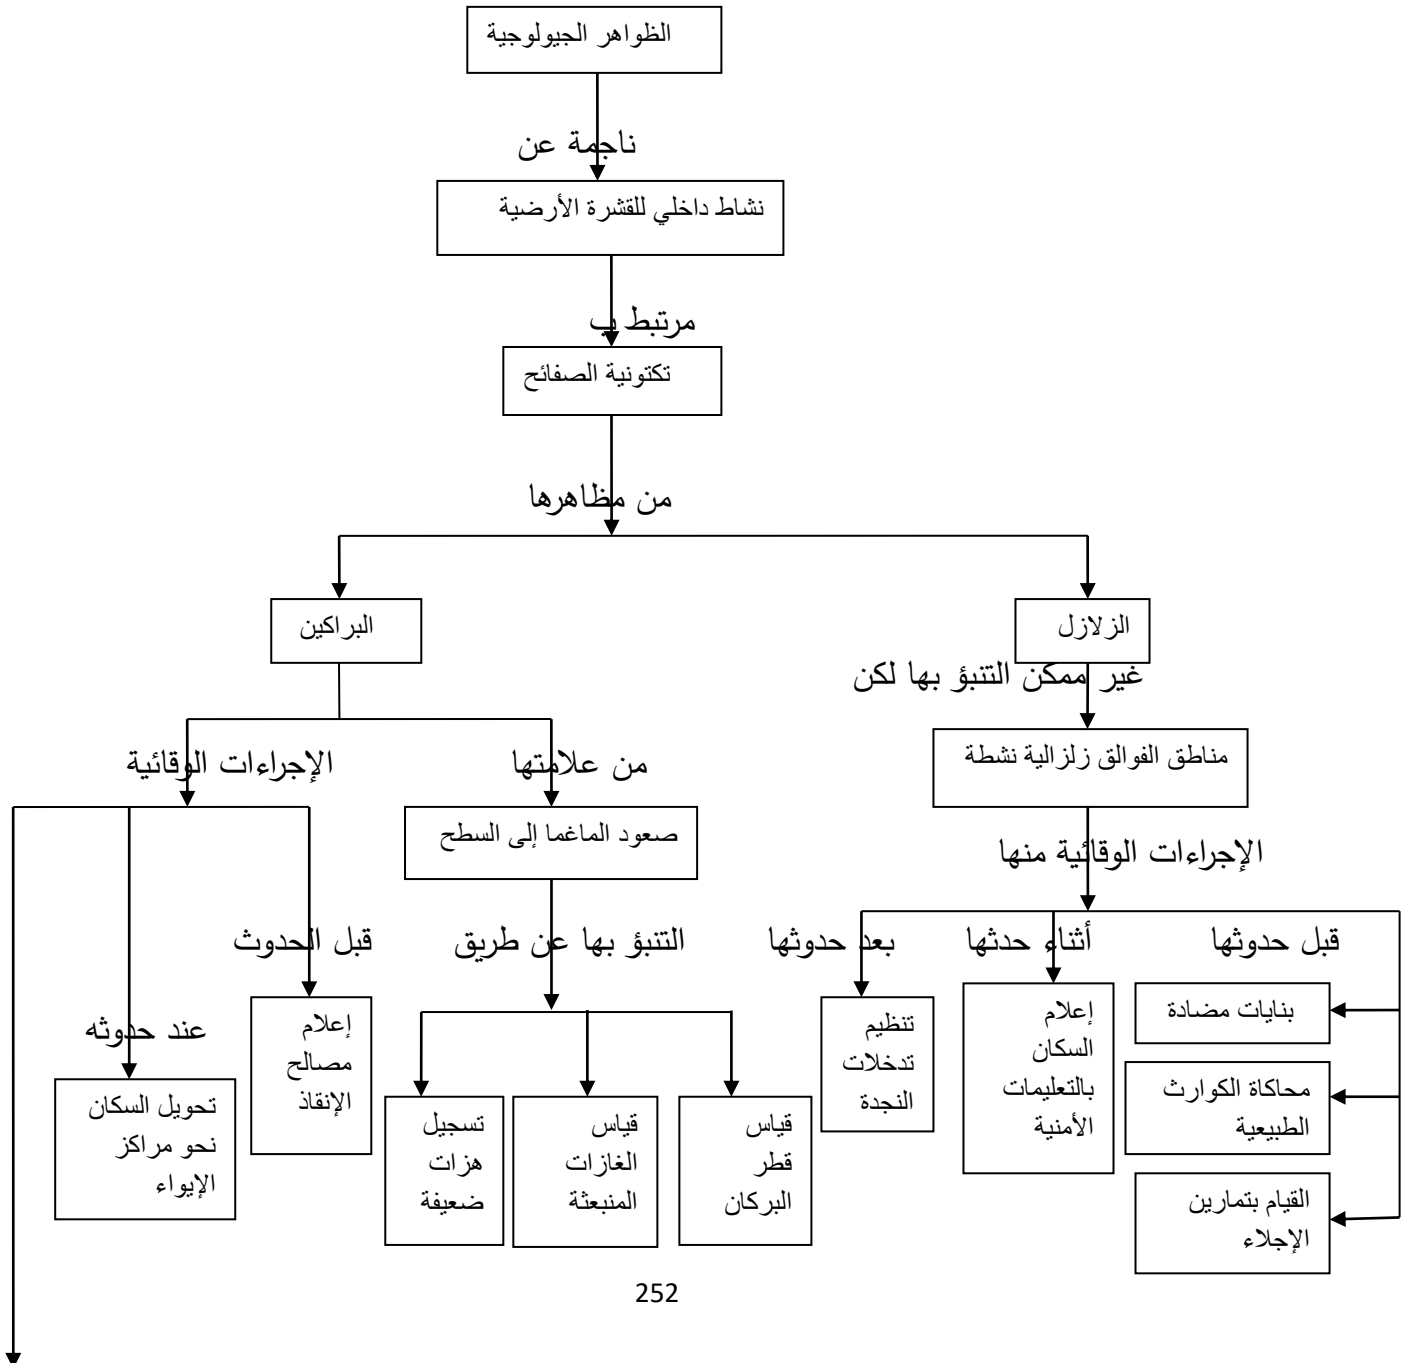 الظواهر الجيولوجية
ناجمة عن
نشاط داخلي للقشرة الأرضية
مرتبط ب
تكتونية الصفائح
من مظاهرها
الزلازل
البراكين
غير ممكن التنبؤ بها لكن
مناطق الفوالق زلزالية نشطة
من علامتها
الإجراءات الوقائية
صعود الماغما إلى السطح
الإجراءات الوقائية منها
قبل حدوثها
أثناء حدثها
بعد حدوثها
التنبؤ بها عن طريق
قبل الحدوث
عند حدوثه
بنايات مضادة
محاكاة الكوارث
الطبيعية
القيام بتمارين
الإجلاء
إعلام
السكان
بالتعليمات
الأمنية
تنظيم
تدخلات
النجدة
قياس
قطر
البركان
قياس
الغازات
المنبعثة
تسجيل
هزات
ضعيفة
إعلام
مصالح
الإنقاذ
تحويل السكان
نحو مراكز
الإيواء
252